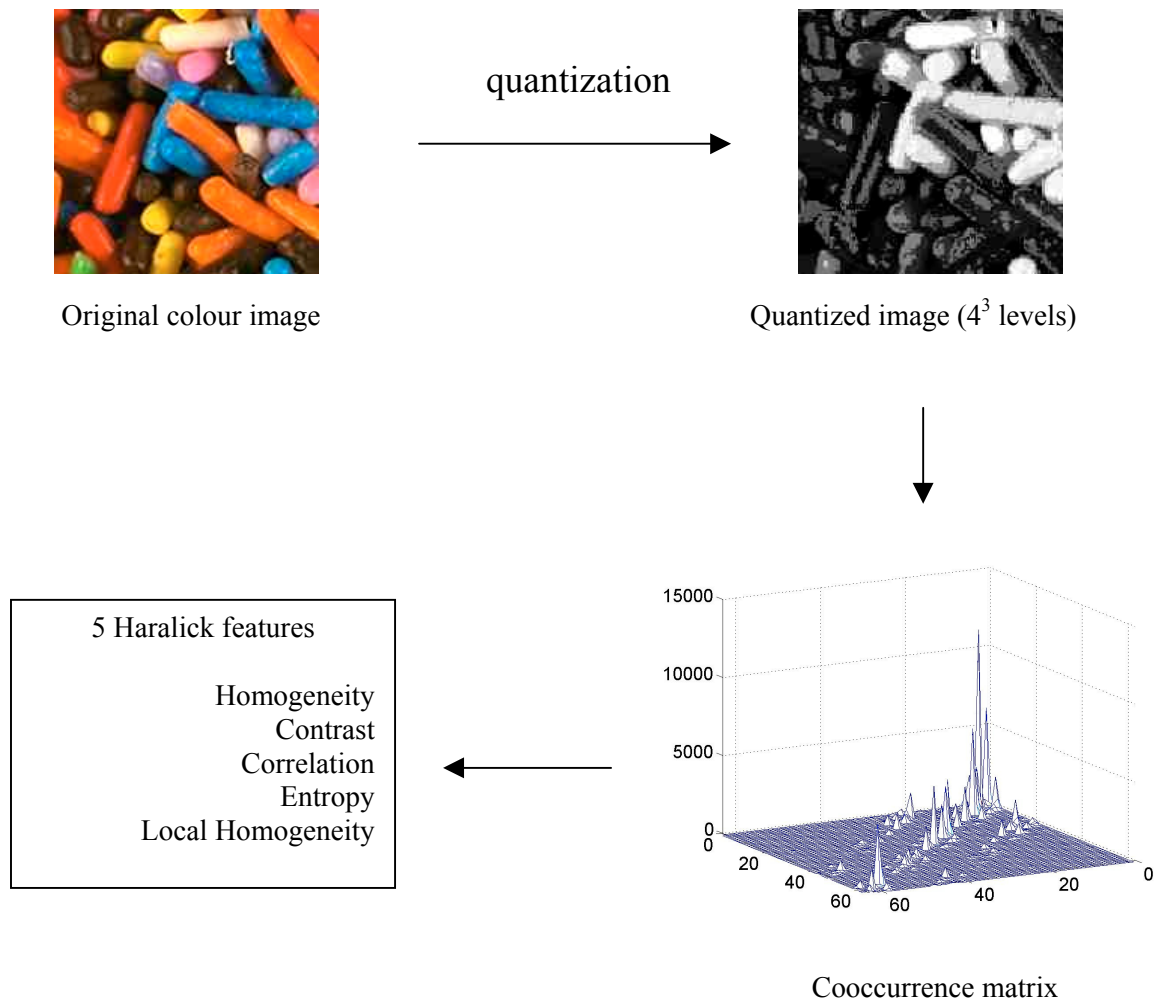 quantization
Original colour image
Quantized image (4³ levels)
5 Haralick features
Homogeneity
Contrast
Correlation
Entropy
Local Homogeneity
15000
10000
5000
0
0
20
40
60
60
40
20
0
Cooccurrence matrix